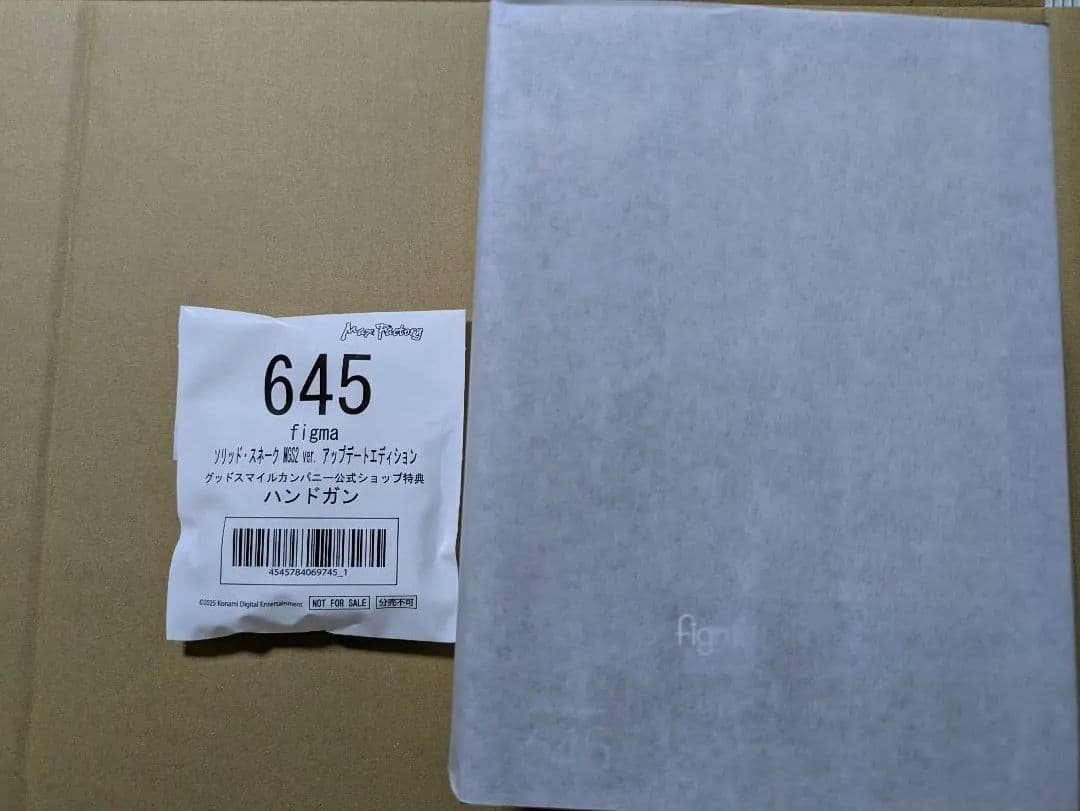 Max Factory
645
figma
ソリッド・スネーク MGS2 ver. アップデートエディション
グッドスマイルカンパニー公式ショップ特典
ハンドガン
4545784069745_1
©2025 Konami Digital Entertainment NOT FOR SALE 分売不可
figma